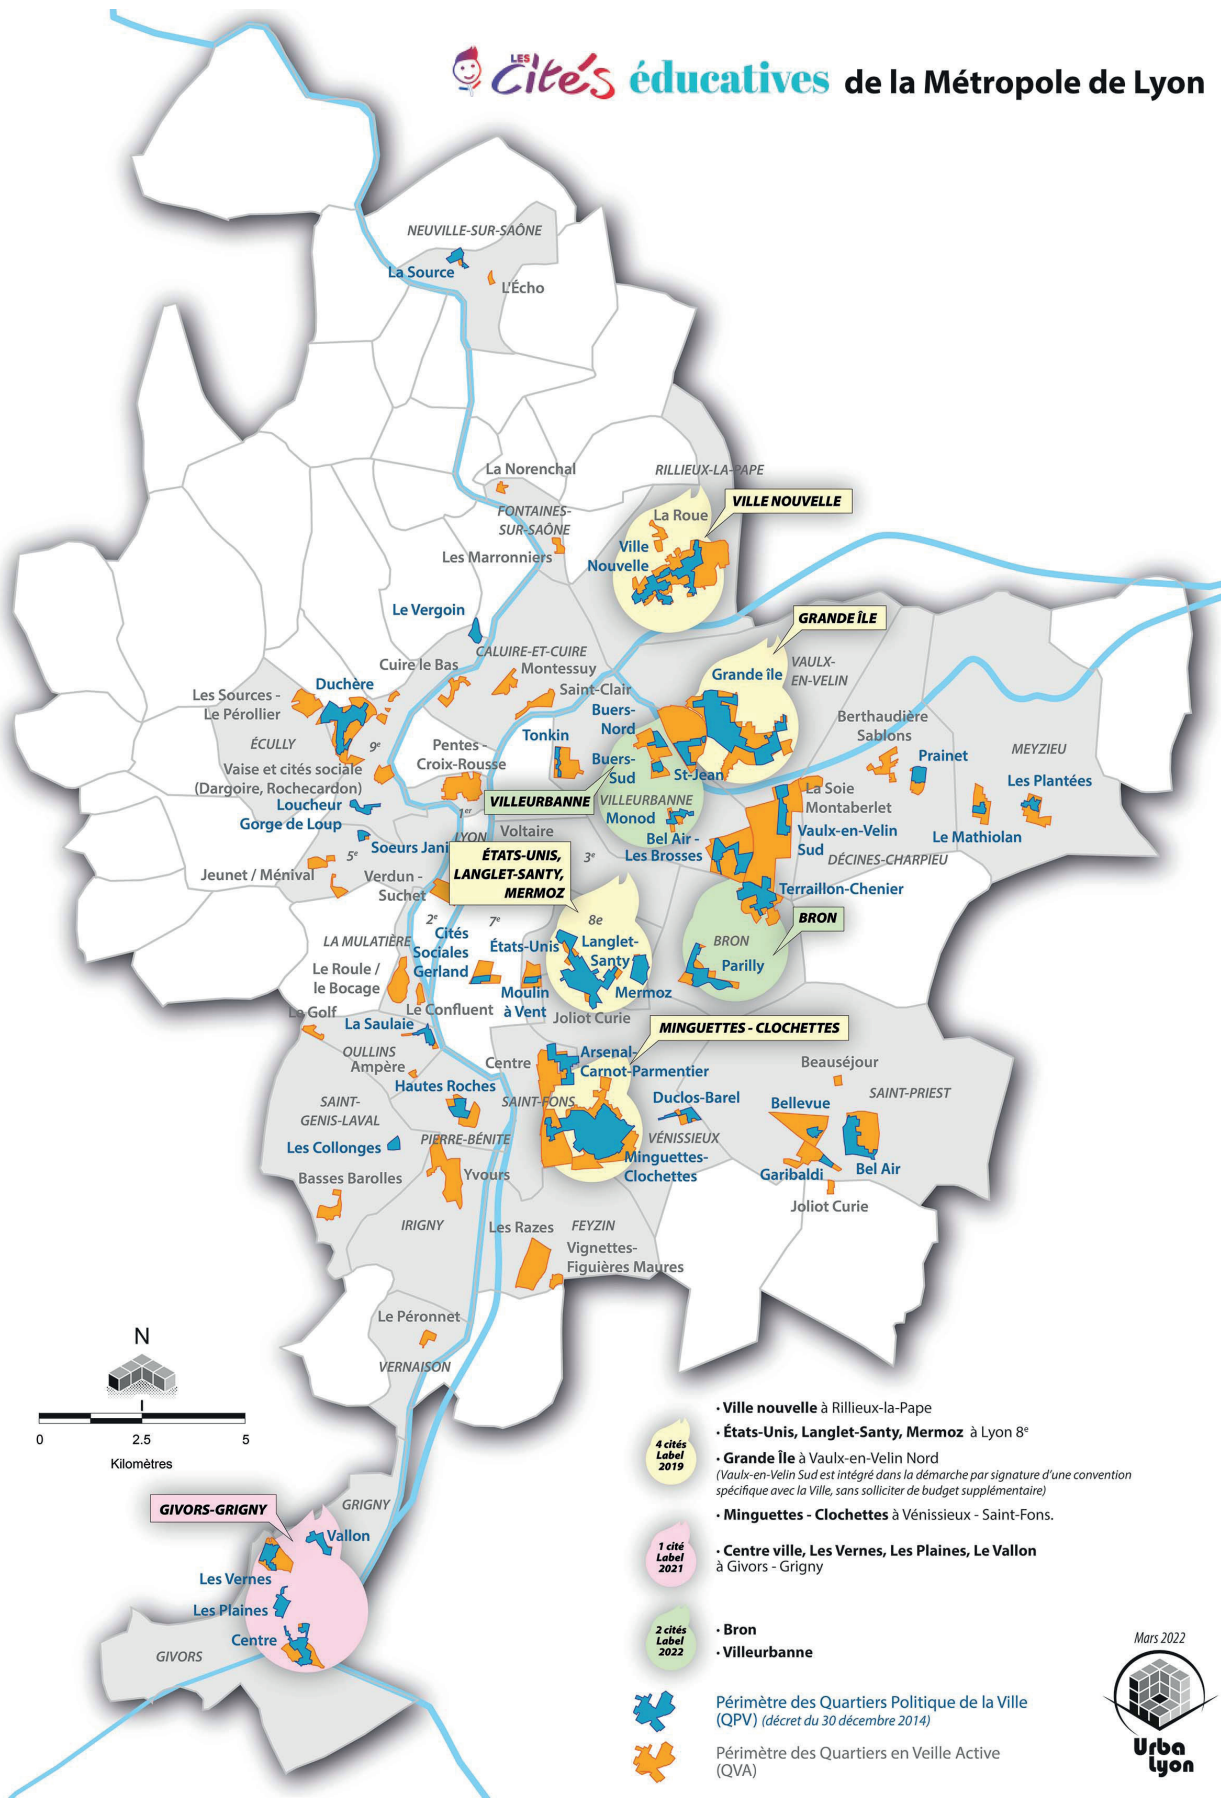 LES
Cités éducatives de la Métropole de Lyon
NEUVILLE-SUR-SAÔNE
La Source
L'Écho
La Norenchal
RILLIEUX-LA-PAPE
VILLE NOUVELLE
FONTAINES-
SUR-SAÔNE
La Roue
Ville
Nouvelle
Les Marronniers
Le Vergoin
GRANDE ÎLE
CALUIRE-ET-CUIRE
Cuire le Bas
Montessuy
Saint-Clair
VAULX-
EN-VELIN
Grande île
Les Sources -
Le Pérollier
Duchère
Buers-
Nord
Berthaudière
Sablons
ÉCULLY
9e
Pentes -
Croix-Rousse
Tonkin
Buers-
Sud
St-Jean
Prainet
MEYZIEU
Vaise et cités sociale
(Dargoire, Rochecardon)
Les Plantées
La Soie
Montaberlet
Loucheur
Gorge de Loup
1er
VILLEURBANNE
VILLEURBANNE
Monod
Le Mathiolan
Vaulx-en-Velin
Sud
LYON
Voltaire
Bel Air -
Les Brosses
DÉCINES-CHARPIEU
Soeurs Jani
5e
3e
ÉTATS-UNIS,
LANGLET-SANTY,
MERMOZ
Jeunet / Ménival
Verdun -
Suchet
Terraillon-Chenier
BRON
2e
7e
8e
LA MULATIÈRE
Cités
Sociales
Gerland
États-Unis
Langlet-
Santy
BRON
Parilly
Le Roule /
le Bocage
Moulin
à Vent
Mermoz
Le Golf
Le Confluent
Joliot Curie
La Saulaie
MINGUETTES - CLOCHETTES
OULLINS
Ampère
Centre
Arsenal-
Carnot-Parmentier
Beauséjour
Hautes Roches
SAINT-FONS
Duclos-Barel
Bellevue
SAINT-PRIEST
SAINT-
GENIS-LAVAL
PIERRE-BÉNITE
VÉNISSIEUX
Les Collonges
Minguettes-
Clochettes
Garibaldi
Bel Air
Basses Barolles
Yvours
Joliot Curie
IRIGNY
Les Razes
FEYZIN
Vignettes-
Figuières Maures
Le Péronnet
VERNAISON
N
0
2.5
5
Kilomètres
GIVORS-GRIGNY
GRIGNY
Vallon
Les Vernes
Les Plaines
Centre
GIVORS
4 cités
Label
2019
· Ville nouvelle à Rillieux-la-Pape
· États-Unis, Langlet-Santy, Mermoz à Lyon 8e
· Grande Île à Vaulx-en-Velin Nord
(Vaulx-en-Velin Sud est intégré dans la démarche par signature d'une convention
spécifique avec la Ville, sans solliciter de budget supplémentaire)
· Minguettes - Clochettes à Vénissieux - Saint-Fons.
1 cité
Label
2021
· Centre ville, Les Vernes, Les Plaines, Le Vallon
à Givors - Grigny
2 cités
Label
2022
· Bron
· Villeurbanne
Périmètre des Quartiers Politique de la Ville
(QPV) (décret du 30 décembre 2014)
Périmètre des Quartiers en Veille Active
(QVA)
Mars 2022
Urba
Lyon